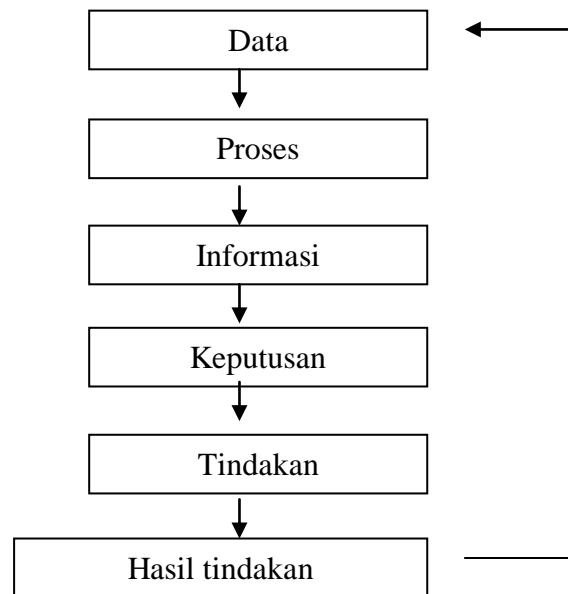 Data
Proses
Informasi
Keputusan
Tindakan
Hasil tindakan